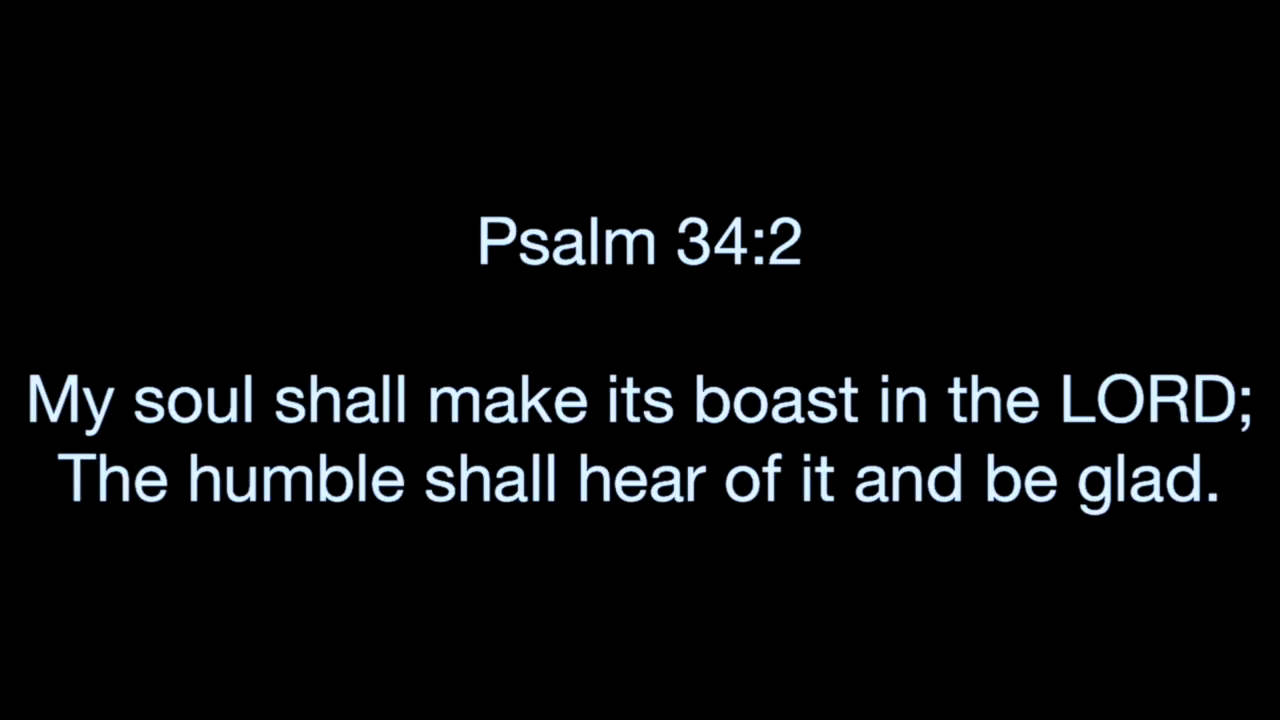 Psalm 34:2
My soul shall make its boast in the LORD;
The humble shall hear of it and be glad.